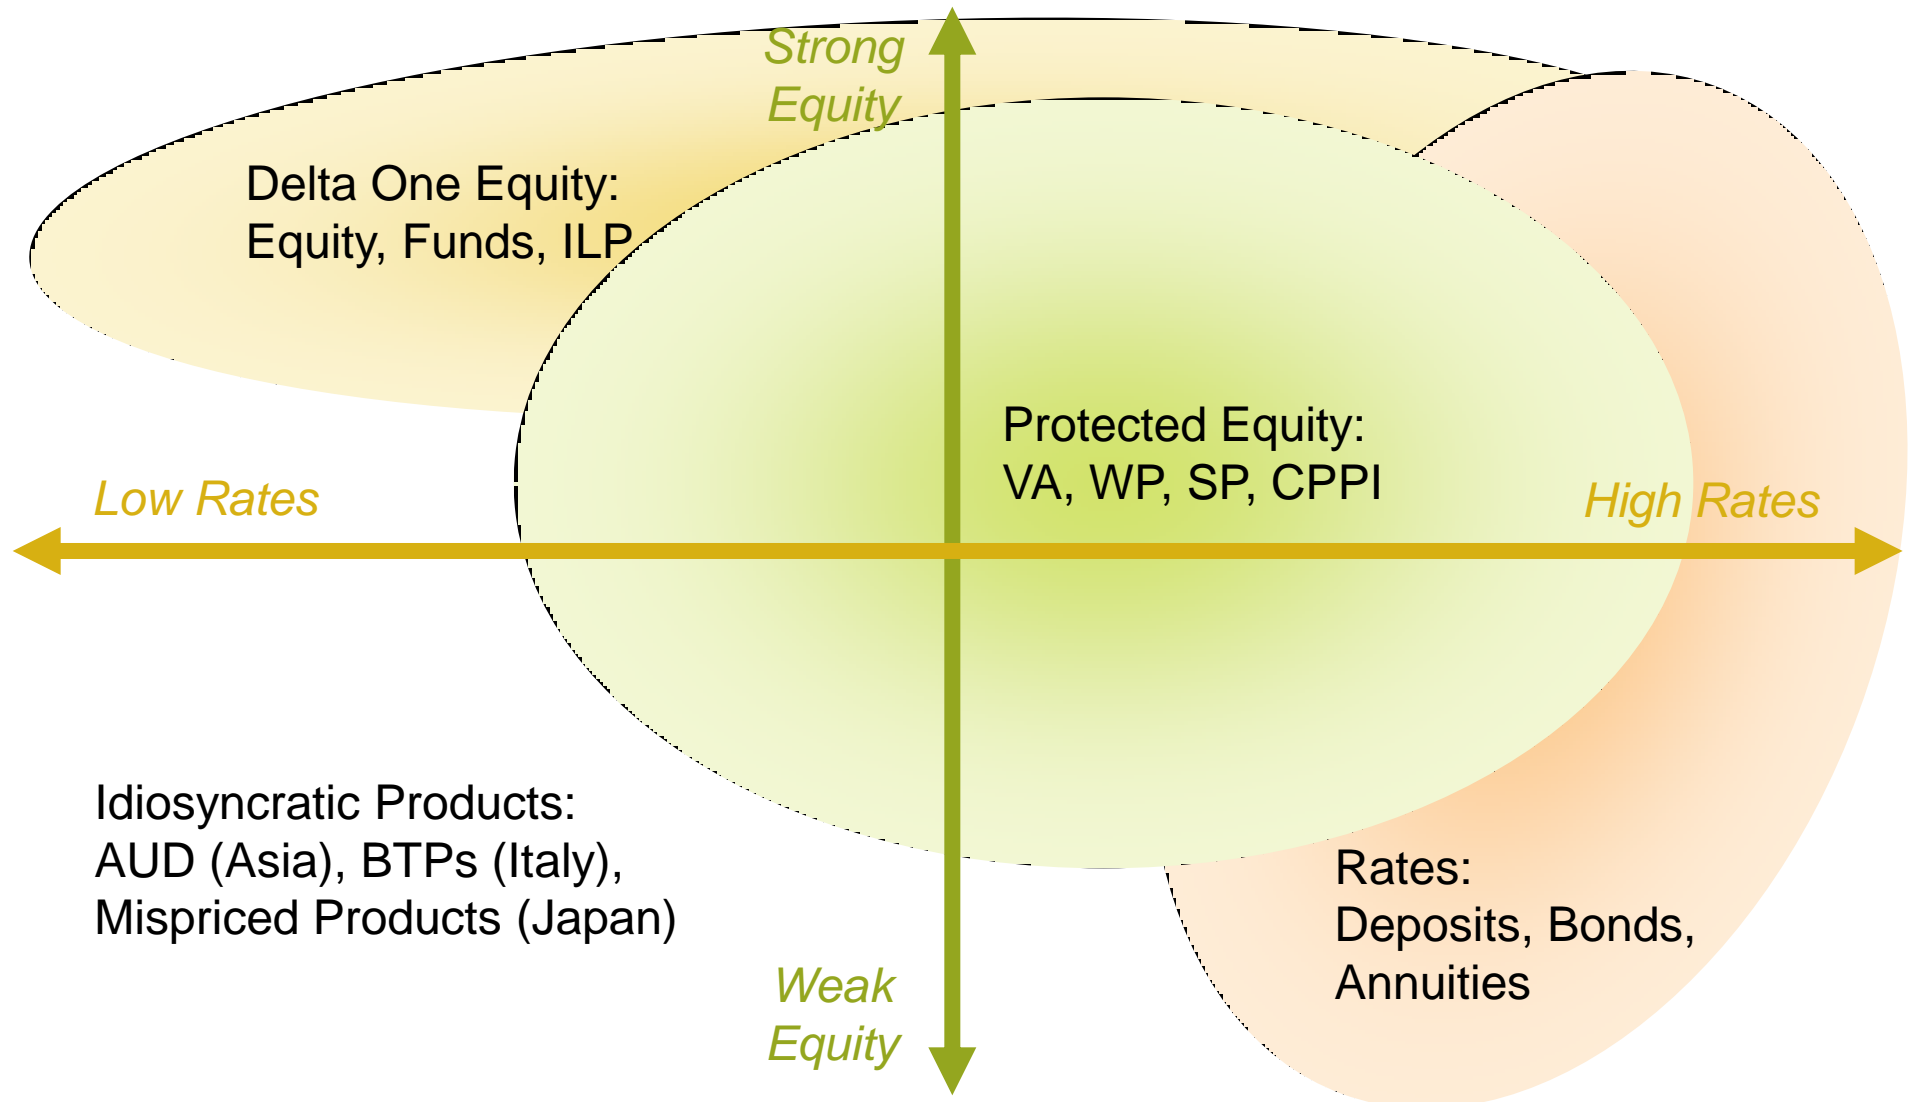 Strong
Equity
Delta One Equity:
Equity, Funds, ILP
Protected Equity:
VA, WP, SP, CPPI
Low Rates
High Rates
Idiosyncratic Products:
AUD (Asia), BTPs (Italy),
Mispriced Products (Japan)
Rates:
Deposits, Bonds,
Annuities
Weak
Equity